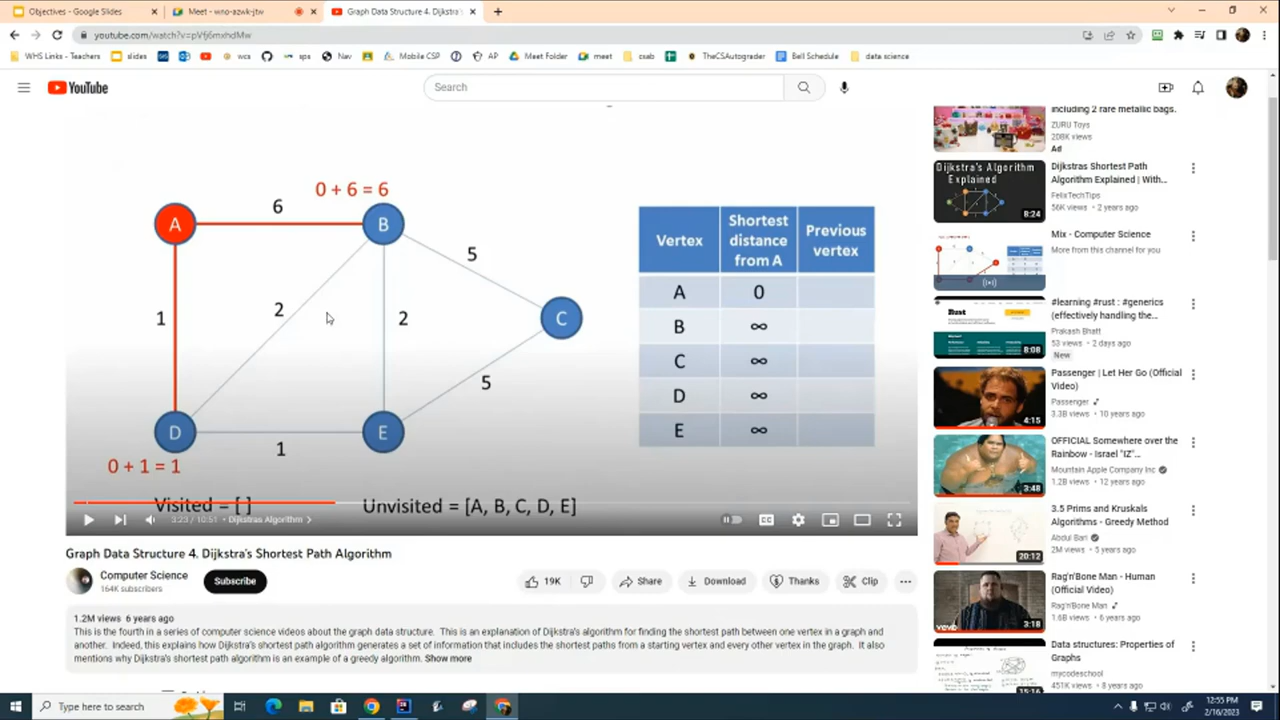 Objectives - Google Slides
Meet - wno-azwk-jtw
Graph Data Structure 4. Dijkstra's
youtube.com/watch?v=pVfj6mxhdMw
WHS Links - Teachers
slides
wcs
sps
Nav
Mobile CSP
AP
Meet Folder
meet
csab
TheCSAutograder
Bell Schedule
data science
YouTube
Search
0 + 6 = 6
6
A
B
5
1
2
2
C
D
E
1
5
0 + 1 = 1
Visited = [ ]
Unvisited = [A, B, C, D, E]
Vertex
Shortest distance from A
Previous vertex
A 0
B ∞
C ∞
D ∞
E ∞
3:23 / 10:51 • Dijkstras Algorithm
Graph Data Structure 4. Dijkstra's Shortest Path Algorithm
Computer Science
164K subscribers
Subscribe
19K
Share
Download
Thanks
Clip
1.2M views 6 years ago
This is the fourth in a series of computer science videos about the graph data structure. This is an explanation of Dijkstra's algorithm for finding the shortest path between one vertex in a graph and
another. Indeed, this explains how Dijkstra's shortest path algorithm generates a set of information that includes the shortest paths from a starting vertex and every other vertex in the graph. It also
mentions why Dijkstra's shortest path algorithm is an example of a greedy algorithm. Show more
including 2 rare metallic bags.
ZURU Toys
208K views
Ad
Dijkstra's Algorithm
Explained
8:24
Dijkstras Shortest Path
Algorithm Explained | With...
FelixTechTips
56K views • 2 years ago
Mix - Computer Science
More from this channel for you
Rust
8:08
#learning #rust : #generics
(effectively handling the...
Prakash Bhatt
53 views • 2 days ago
New
4:15
Passenger | Let Her Go (Official
Video)
Passenger
3.3B views • 10 years ago
3:48
OFFICIAL Somewhere over the
Rainbow - Israel "IZ"...
Mountain Apple Company Inc
1.2B views • 12 years ago
20:12
3.5 Prims and Kruskals
Algorithms - Greedy Method
Abdul Bari
2M views • 5 years ago
vevo
3:18
Rag'n'Bone Man - Human
(Official Video)
Rag'n'Bone Man
1.6B views • 6 years ago
15:16
Data structures: Properties of
Graphs
mycodeschool
451K views • 8 years ago
Type here to search
12:55 PM
2/16/2023